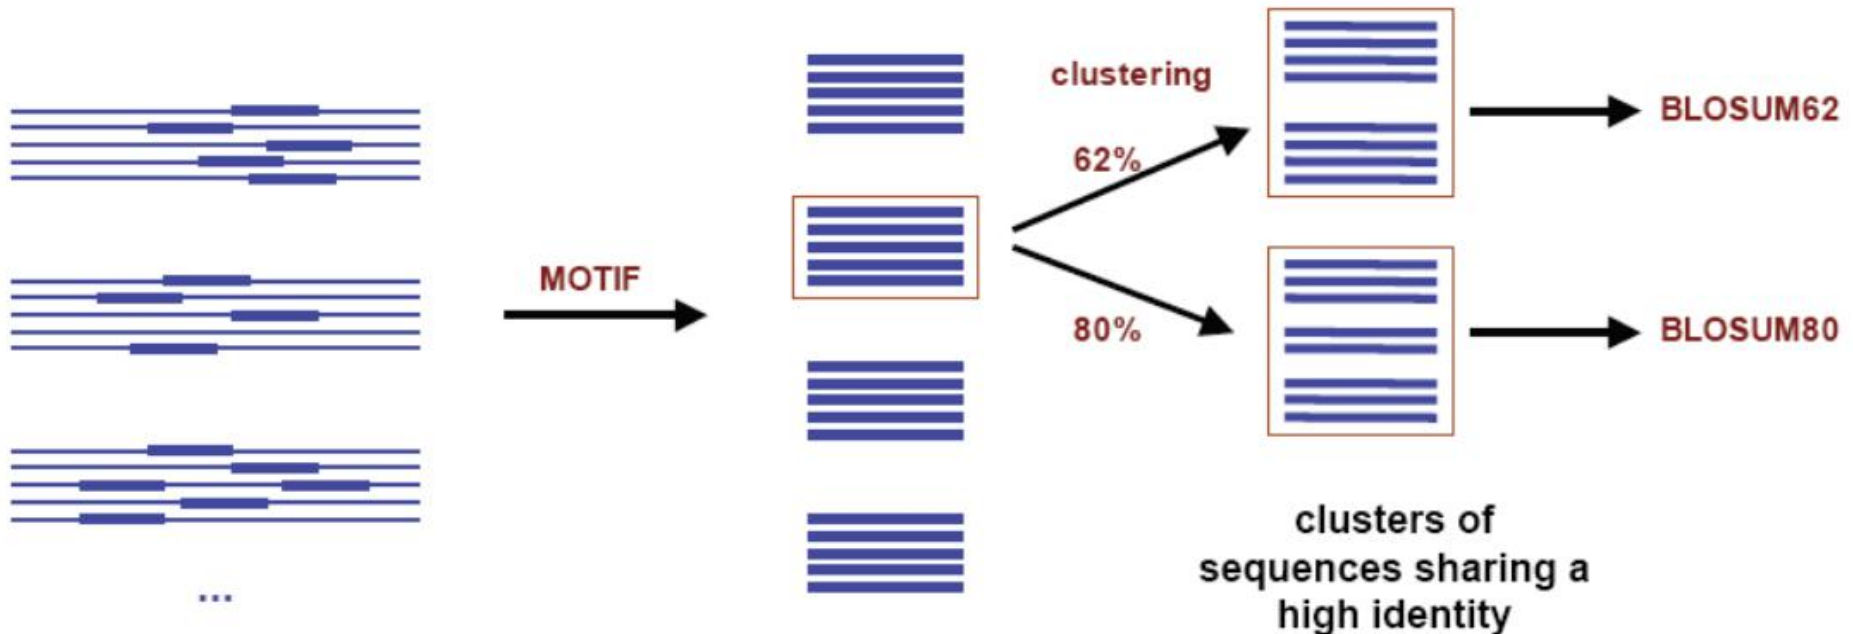 MOTIF
clustering
62%
80%
BLOSUM62
BLOSUM80
clusters of
sequences sharing a
high identity
...